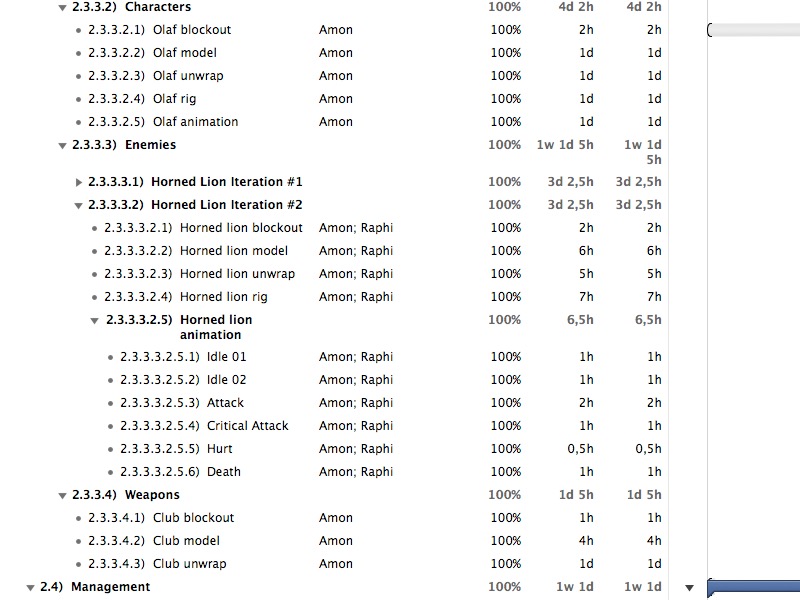 2.3.3.2) Characters 100% 4d 2h 4d 2h
2.3.3.2.1) Olaf blockout Amon 100% 2h 2h
2.3.3.2.2) Olaf model Amon 100% 1d 1d
2.3.3.2.3) Olaf unwrap Amon 100% 1d 1d
2.3.3.2.4) Olaf rig Amon 100% 1d 1d
2.3.3.2.5) Olaf animation Amon 100% 1d 1d
2.3.3.3) Enemies 100% 1w 1d 5h 1w 1d
5h
2.3.3.3.1) Horned Lion Iteration #1 100% 3d 2,5h 3d 2,5h
2.3.3.3.2) Horned Lion Iteration #2 100% 3d 2,5h 3d 2,5h
2.3.3.3.2.1) Horned lion blockout Amon; Raphi 100% 2h 2h
2.3.3.3.2.2) Horned lion model Amon; Raphi 100% 6h 6h
2.3.3.3.2.3) Horned lion unwrap Amon; Raphi 100% 5h 5h
2.3.3.3.2.4) Horned lion rig Amon; Raphi 100% 7h 7h
2.3.3.3.2.5) Horned lion 100% 6,5h 6,5h
animation
2.3.3.3.2.5.1) Idle 01 Amon; Raphi 100% 1h 1h
2.3.3.3.2.5.2) Idle 02 Amon; Raphi 100% 1h 1h
2.3.3.3.2.5.3) Attack Amon; Raphi 100% 2h 2h
2.3.3.3.2.5.4) Critical Attack Amon; Raphi 100% 1h 1h
2.3.3.3.2.5.5) Hurt Amon; Raphi 100% 0,5h 0,5h
2.3.3.3.2.5.6) Death Amon; Raphi 100% 1h 1h
2.3.3.4) Weapons 100% 1d 5h 1d 5h
2.3.3.4.1) Club blockout Amon 100% 1h 1h
2.3.3.4.2) Club model Amon 100% 4h 4h
2.3.3.4.3) Club unwrap Amon 100% 1d 1d
2.4) Management 100% 1w 1d 1w 1d